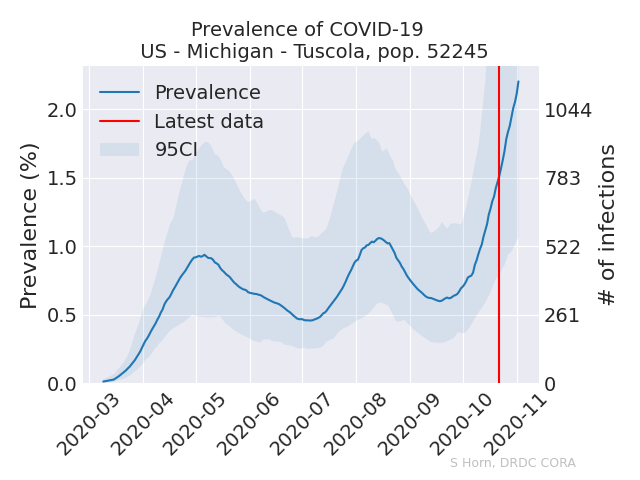 Prevalence of COVID-19
US - Michigan - Tuscola, pop. 52245
Prevalence
Latest data
95CI
Prevalence (%)
2.0
1.5
1.0
0.5
0.0
1044
783
522
261
0
# of infections
2020-03
2020-04
2020-05
2020-06
2020-07
2020-08
2020-09
2020-10
2020-11
S Horn, DRDC CORA